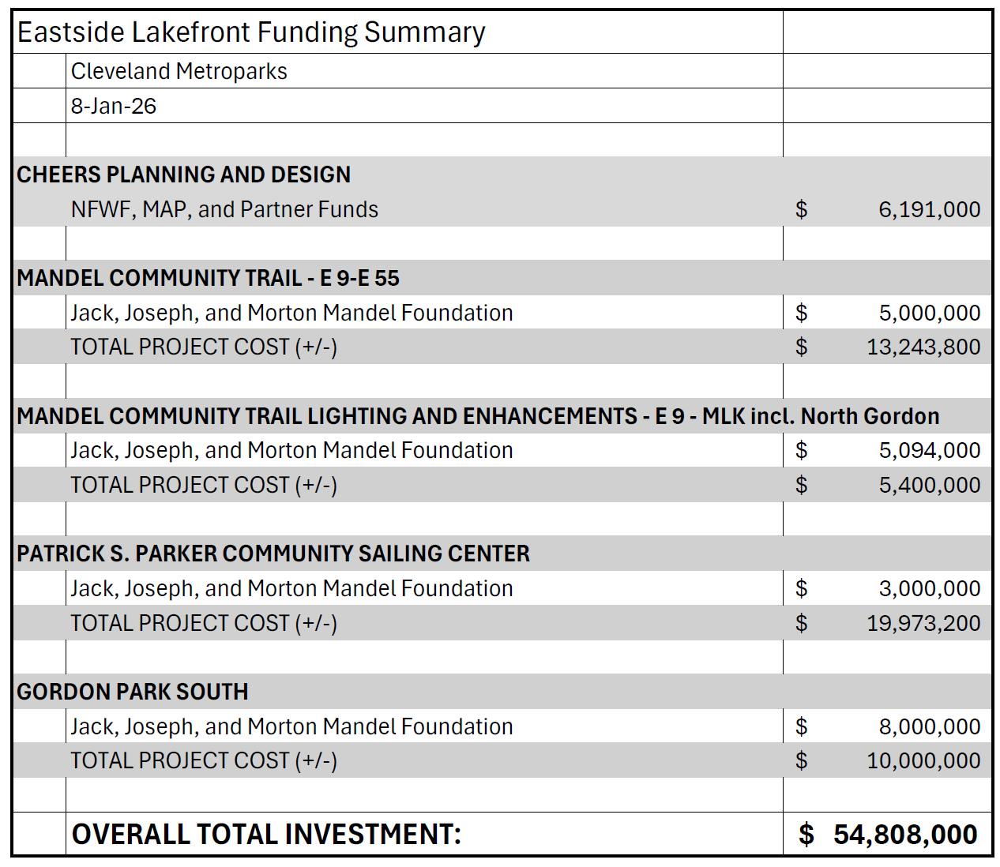 Eastside Lakefront Funding Summary
Cleveland Metroparks
8-Jan-26
CHEERS PLANNING AND DESIGN
NFWF, MAP, and Partner Funds $ 6,191,000
MANDEL COMMUNITY TRAIL - E 9-E 55
Jack, Joseph, and Morton Mandel Foundation $ 5,000,000
TOTAL PROJECT COST (+/-) $ 13,243,800
MANDEL COMMUNITY TRAIL LIGHTING AND ENHANCEMENTS - E 9 - MLK incl. North Gordon
Jack, Joseph, and Morton Mandel Foundation $ 5,094,000
TOTAL PROJECT COST (+/-) $ 5,400,000
PATRICK S. PARKER COMMUNITY SAILING CENTER
Jack, Joseph, and Morton Mandel Foundation $ 3,000,000
TOTAL PROJECT COST (+/-) $ 19,973,200
GORDON PARK SOUTH
Jack, Joseph, and Morton Mandel Foundation $ 8,000,000
TOTAL PROJECT COST (+/-) $ 10,000,000
OVERALL TOTAL INVESTMENT: $ 54,808,000